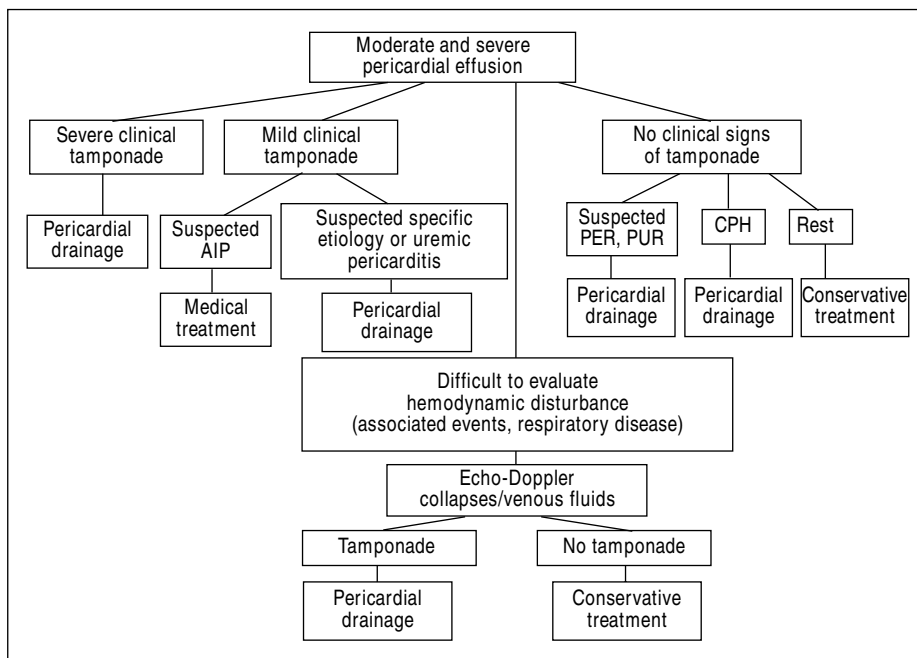 Moderate and severe
pericardial effusion
Severe clinical
tamponade
Mild clinical
tamponade
No clinical signs
of tamponade
Pericardial
drainage
Suspected
AIP
Suspected specific
etiology or uremic
pericarditis
Suspected
PER, PUR
CPH
Rest
Medical
treatment
Pericardial
drainage
Pericardial
drainage
Pericardial
drainage
Conservative
treatment
Difficult to evaluate
hemodynamic disturbance
(associated events, respiratory disease)
Echo-Doppler
collapses/venous fluids
Tamponade
No tamponade
Pericardial
drainage
Conservative
treatment